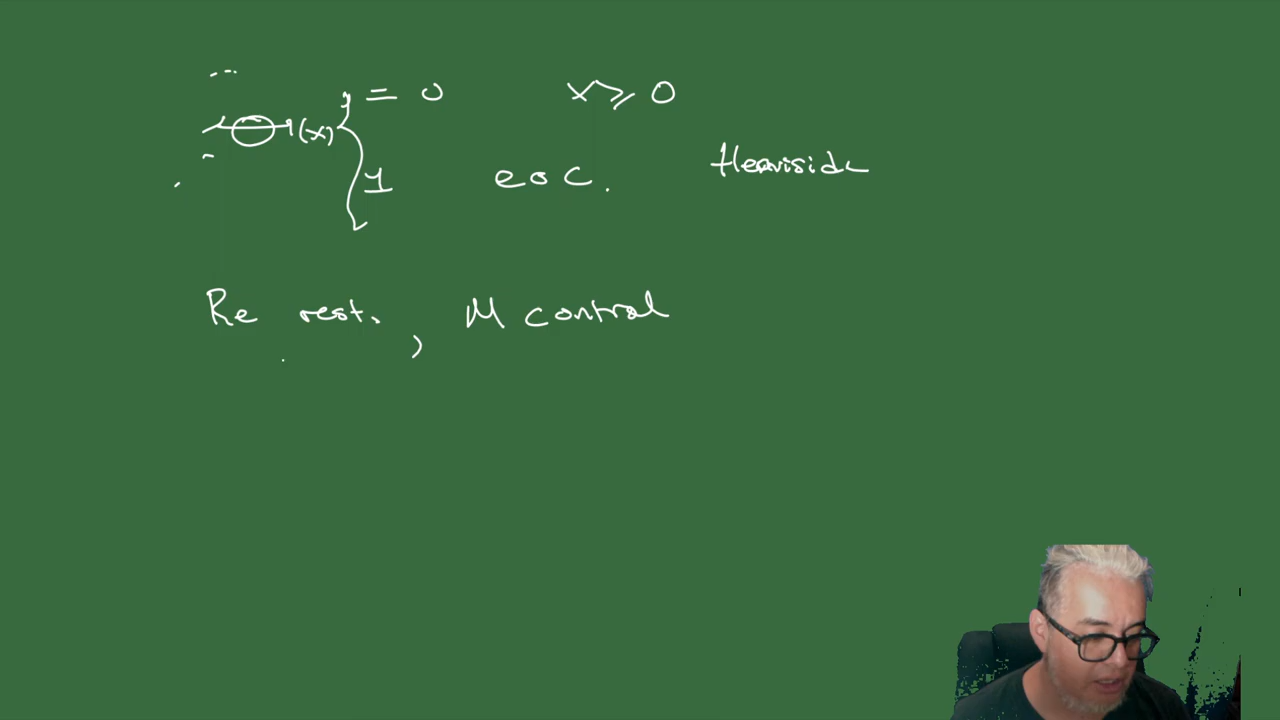 (x) { = 0 x ≥ 0
1 e o c. Heaviside
Re rest. , M control